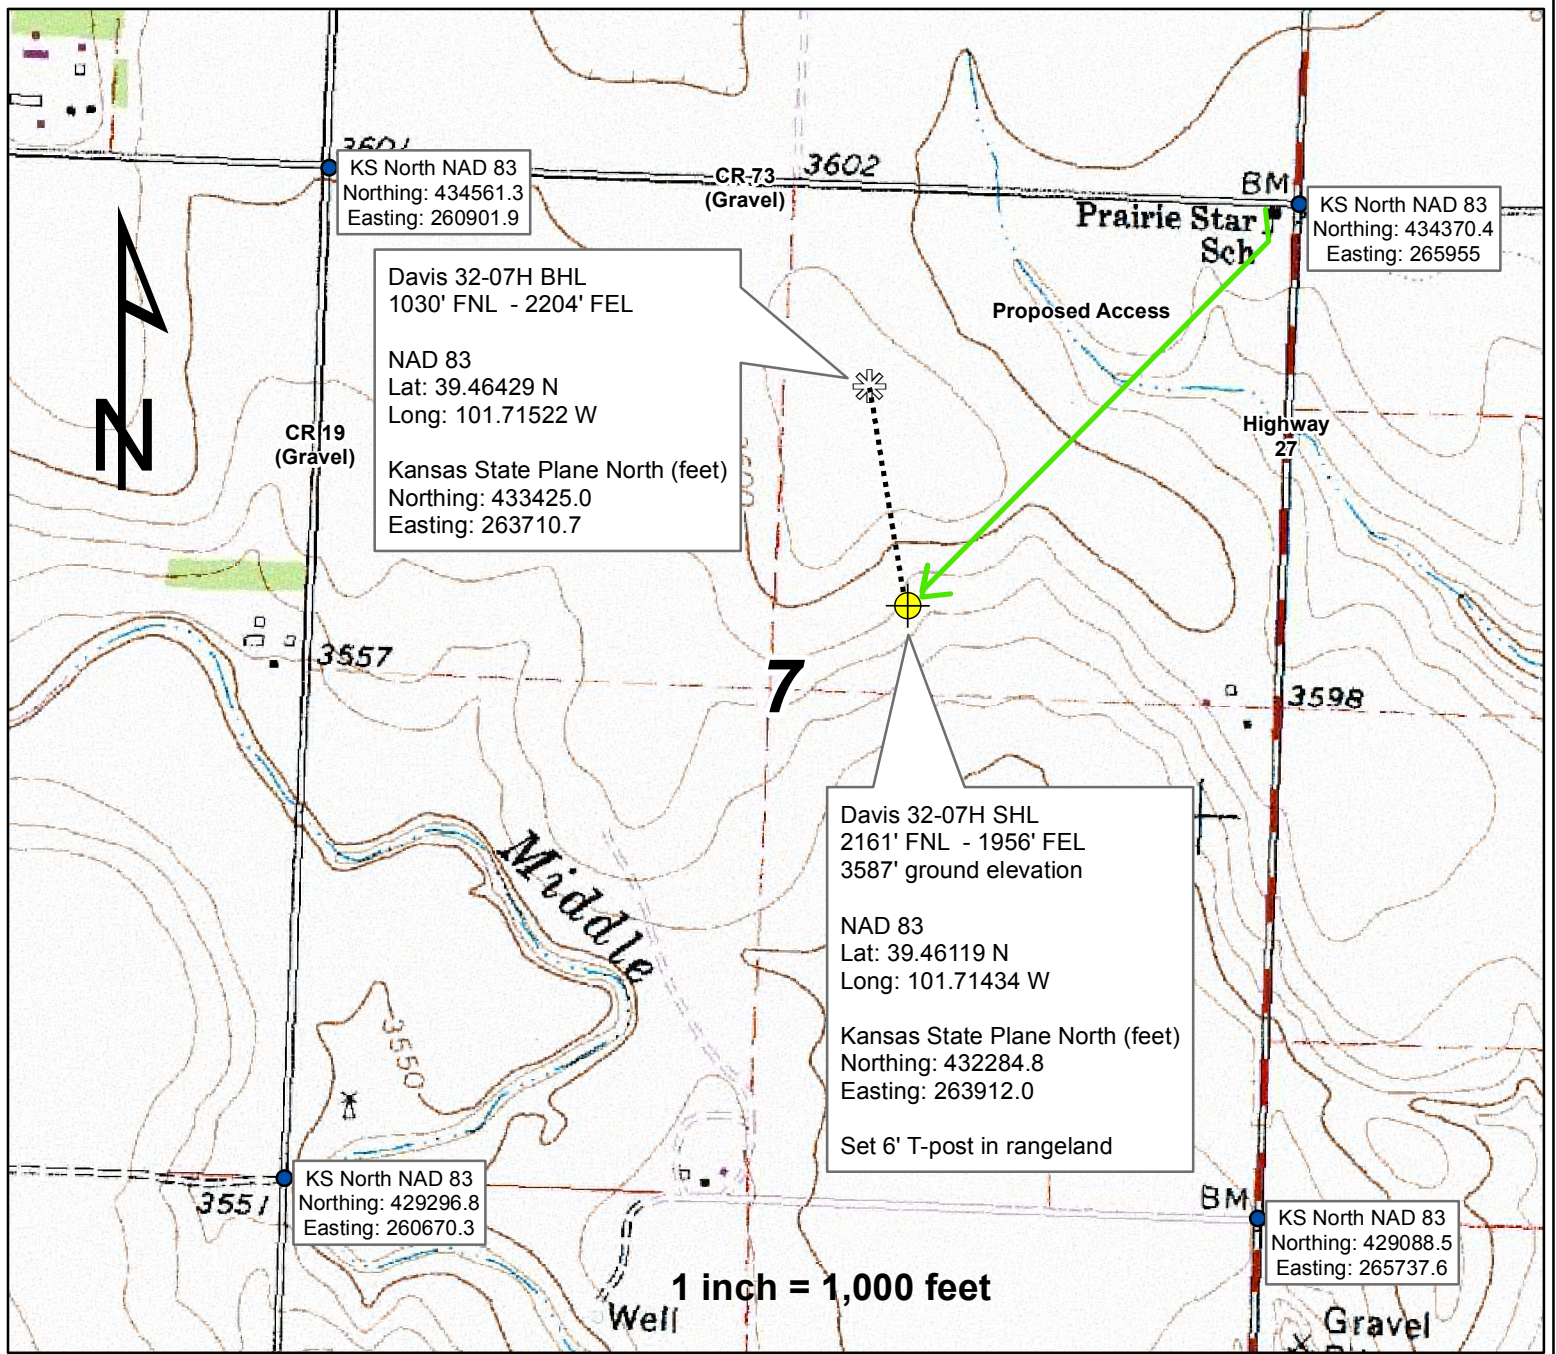 3602
CR 73
(Gravel)
BM
KS North NAD 83
Northing: 434561.3
Easting: 260901.9
KS North NAD 83
Northing: 434370.4
Easting: 265955
Prairie Star
Sch
Davis 32-07H BHL
1030' FNL - 2204' FEL
NAD 83
Lat: 39.46429 N
Long: 101.71522 W
Kansas State Plane North (feet)
Northing: 433425.0
Easting: 263710.7
Proposed Access
N
CR 19
(Gravel)
Highway
27
3557
7
3598
Davis 32-07H SHL
2161' FNL - 1956' FEL
3587' ground elevation
NAD 83
Lat: 39.46119 N
Long: 101.71434 W
Kansas State Plane North (feet)
Northing: 432284.8
Easting: 263912.0
Set 6' T-post in rangeland
Middle
3550
3551
KS North NAD 83
Northing: 429296.8
Easting: 260670.3
BM
KS North NAD 83
Northing: 429088.5
Easting: 265737.6
1 inch = 1,000 feet
Well
Gravel